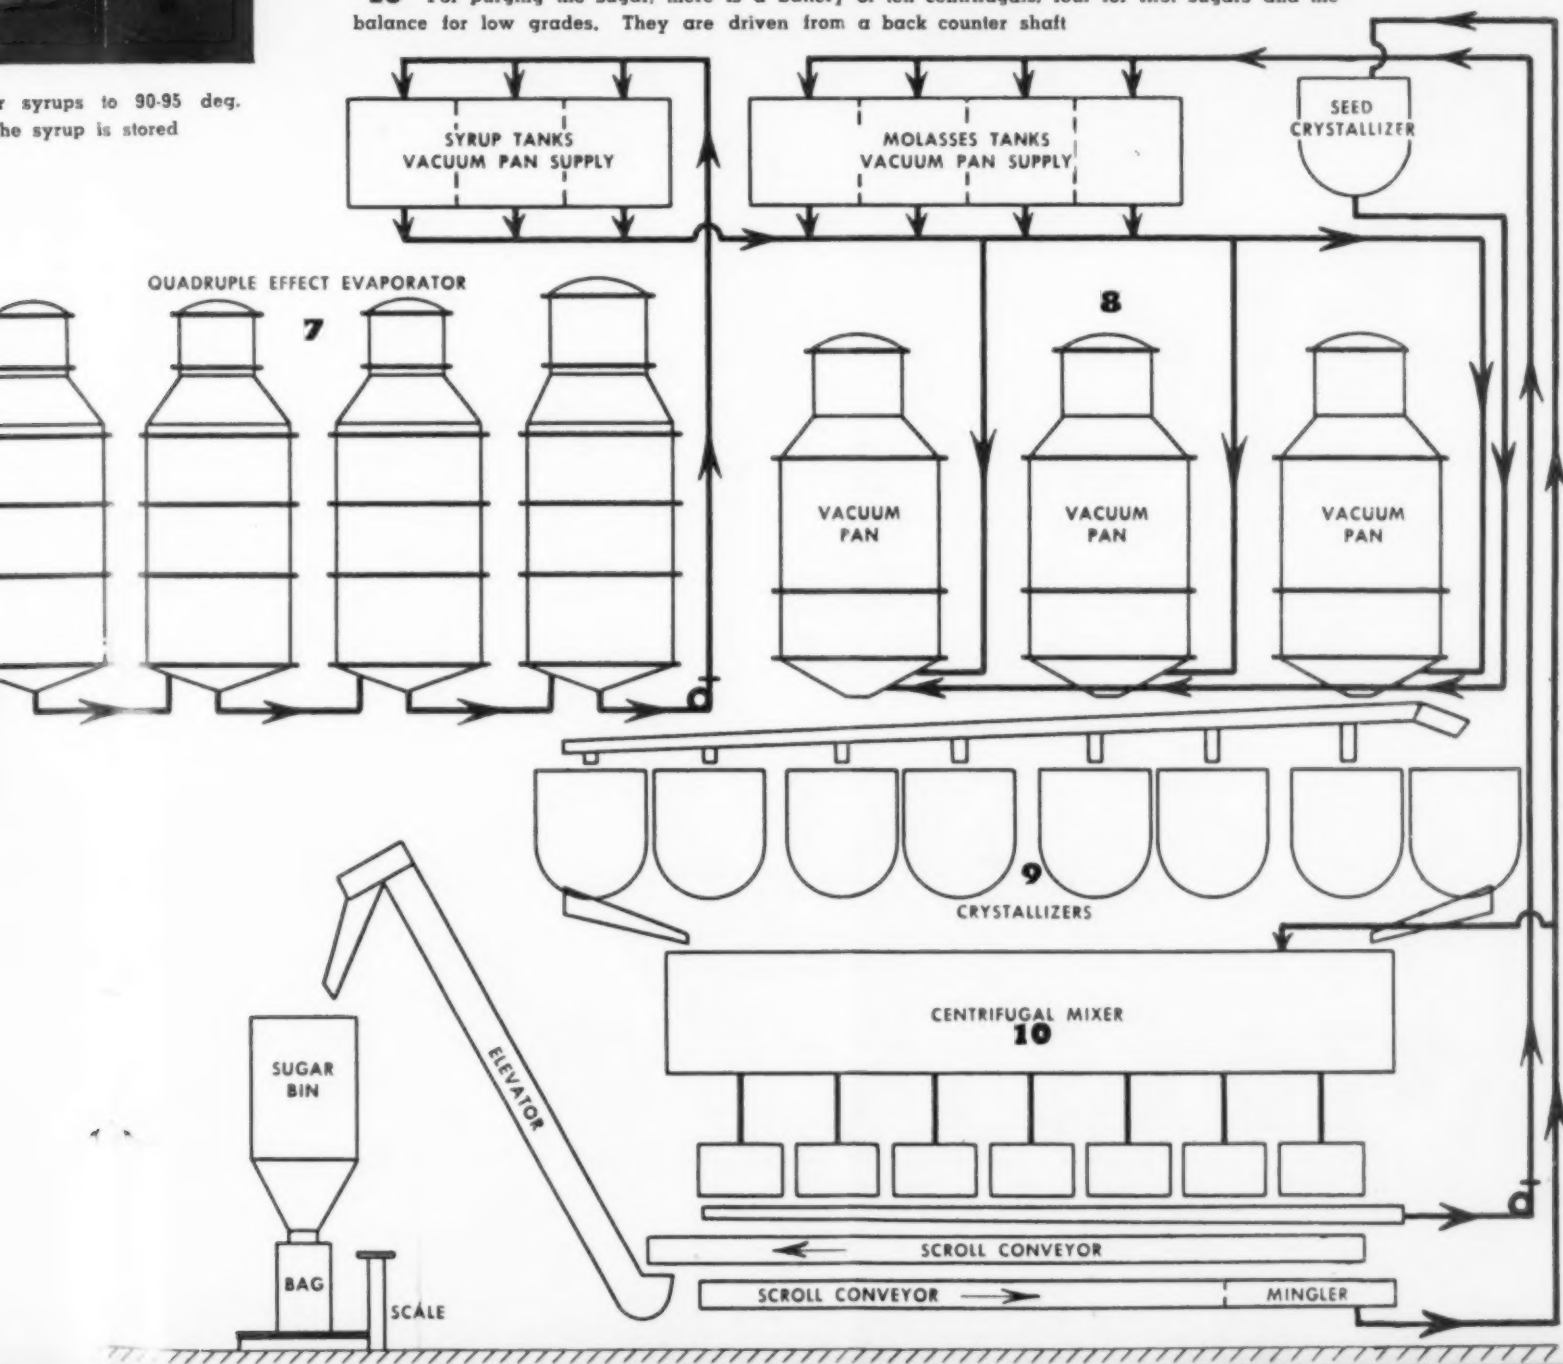 balance for low grades. They are driven from a back counter shaft
r syrups to 90-95 deg.
he syrup is stored
SYRUP TANKS
VACUUM PAN SUPPLY
MOLASSES TANKS
VACUUM PAN SUPPLY
SEED
CRYSTALLIZER
QUADRUPLE EFFECT EVAPORATOR
7
8
VACUUM
PAN
VACUUM
PAN
VACUUM
PAN
9
CRYSTALLIZERS
CENTRIFUGAL MIXER
10
ELEVATOR
SUGAR
BIN
BAG
SCALE
SCROLL CONVEYOR
SCROLL CONVEYOR
MINGLER